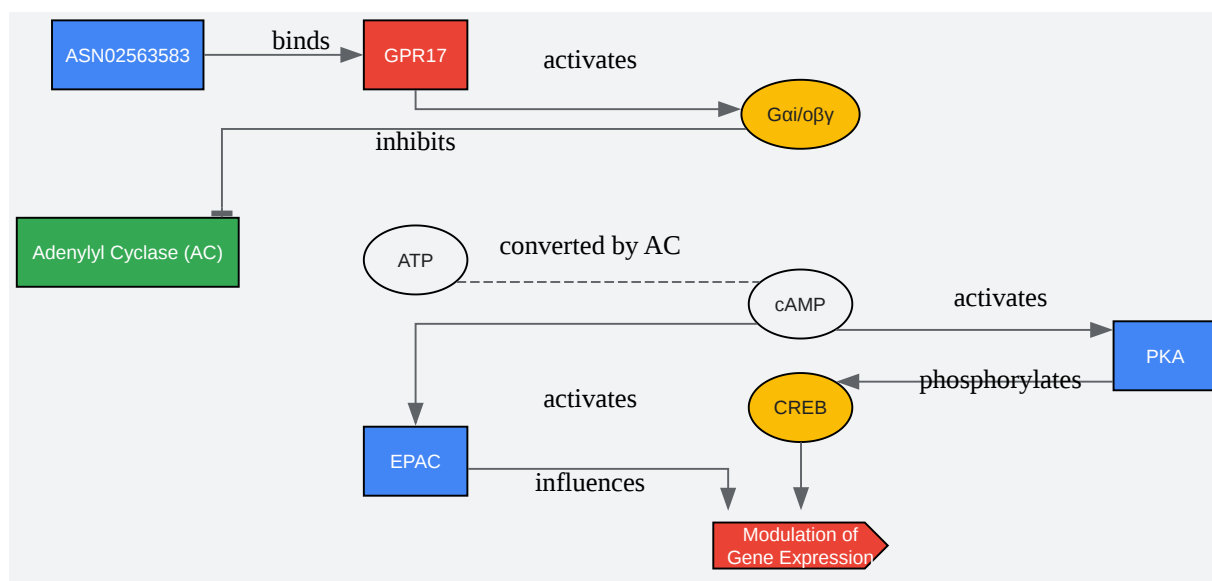 ASN02563583
binds
GPR17
activates
Gαi/oβγ
inhibits
Adenylyl Cyclase (AC)
ATP
converted by AC
cAMP
activates
PKA
phosphorylates
CREB
activates
EPAC
influences
Modulation of
Gene Expression